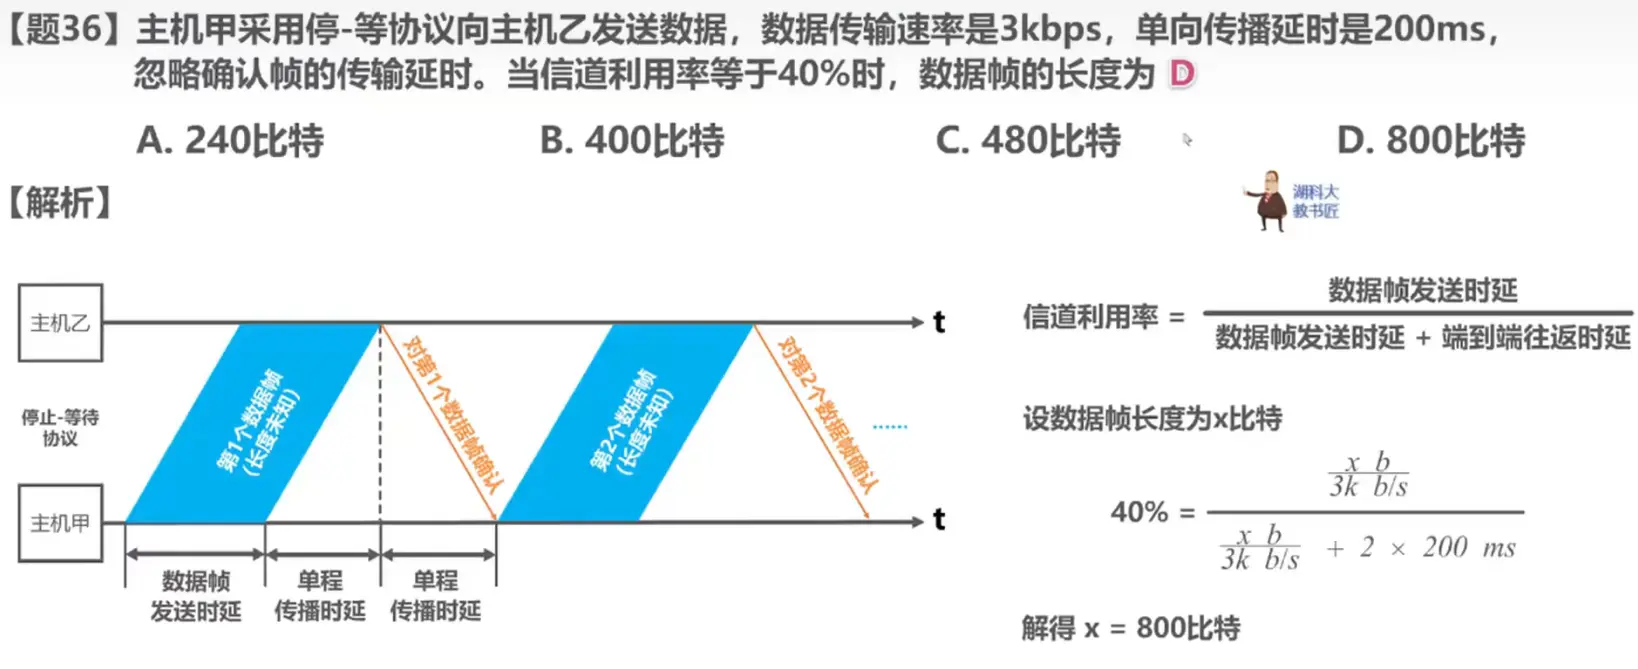 【题36】主机甲采用停-等协议向主机乙发送数据，数据传输速率是3kbps，单向传播延时是200ms，
忽略确认帧的传输延时。当信道利用率等于40%时，数据帧的长度为 D
A. 240比特 B. 400比特 C. 480比特 D. 800比特
【解析】
湖科大
教书匠
主机乙
t
停止-等待
协议
主机甲
t
第1个数据帧
(长度未知)
对第1个数据帧确认
第2个数据帧
(长度未知)
对第2个数据帧确认
······
数据帧
发送时延
单程
传播时延
单程
传播时延
信道利用率 =
数据帧发送时延
数据帧发送时延 + 端到端往返时延
设数据帧长度为x比特
40% =
x b
3k b/s
x b
3k b/s
+ 2 × 200 ms
解得 x = 800比特